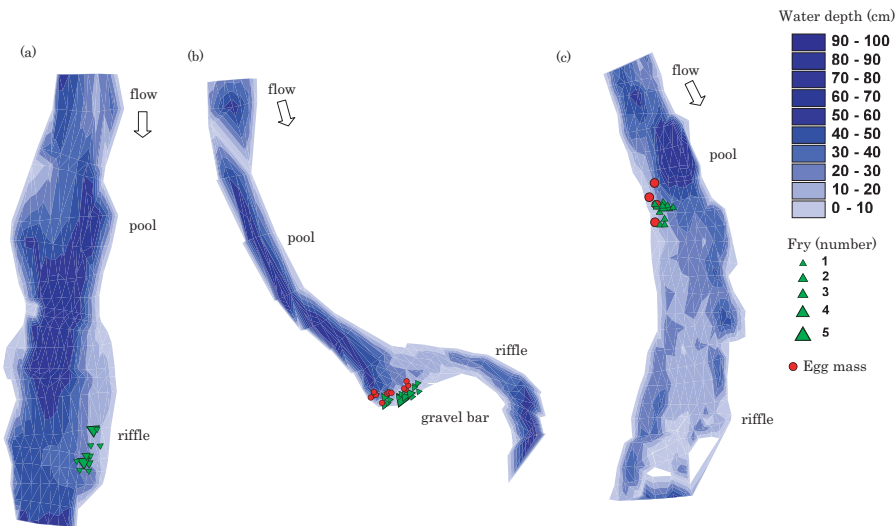 (a)
flow
pool
riffle
(b)
flow
pool
riffle
gravel bar
(c)
flow
pool
riffle
Water depth (cm)
90 - 100
80 - 90
70 - 80
60 - 70
50 - 60
40 - 50
30 - 40
20 - 30
10 - 20
0 - 10
Fry (number)
1
2
3
4
5
Egg mass